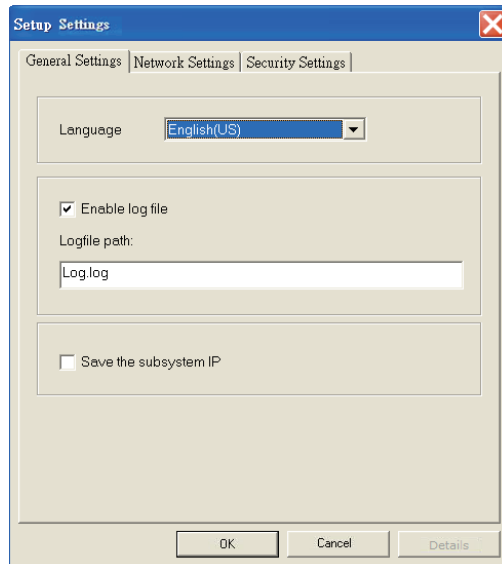 Setup Settings
General Settings Network Settings Security Settings
Language English(US)
Enable log file
Logfile path:
Log.log
Save the subsystem IP
OK Cancel Details